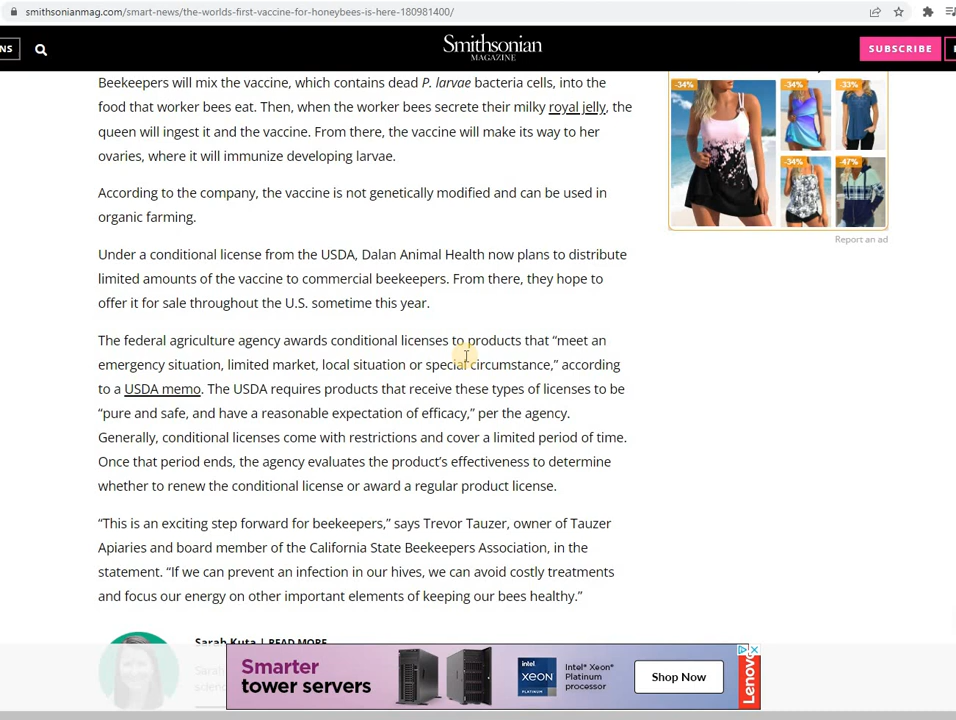 smithsonianmag.com/smart-news/the-worlds-first-vaccine-for-honeybees-is-here-180981400/
NS
Smithsonian
MAGAZINE
SUBSCRIBE
Beekeepers will mix the vaccine, which contains dead P. larvae bacteria cells, into the
food that worker bees eat. Then, when the worker bees secrete their milky royal jelly, the
queen will ingest it and the vaccine. From there, the vaccine will make its way to her
ovaries, where it will immunize developing larvae.
According to the company, the vaccine is not genetically modified and can be used in
organic farming.
Under a conditional license from the USDA, Dalan Animal Health now plans to distribute
limited amounts of the vaccine to commercial beekeepers. From there, they hope to
offer it for sale throughout the U.S. sometime this year.
The federal agriculture agency awards conditional licenses to products that “meet an
emergency situation, limited market, local situation or special circumstance,” according
to a USDA memo. The USDA requires products that receive these types of licenses to be
“pure and safe, and have a reasonable expectation of efficacy,” per the agency.
Generally, conditional licenses come with restrictions and cover a limited period of time.
Once that period ends, the agency evaluates the product’s effectiveness to determine
whether to renew the conditional license or award a regular product license.
“This is an exciting step forward for beekeepers,” says Trevor Tauzer, owner of Tauzer
Apiaries and board member of the California State Beekeepers Association, in the
statement. “If we can prevent an infection in our hives, we can avoid costly treatments
and focus our energy on other important elements of keeping our bees healthy.”
Sarah Kuta | READ MORE
-34%
-34%
-33%
-34%
-47%
Report an ad
Smarter
tower servers
intel
XEON
PLATINUM
Intel® Xeon®
Platinum
processor
Shop Now
Lenovo